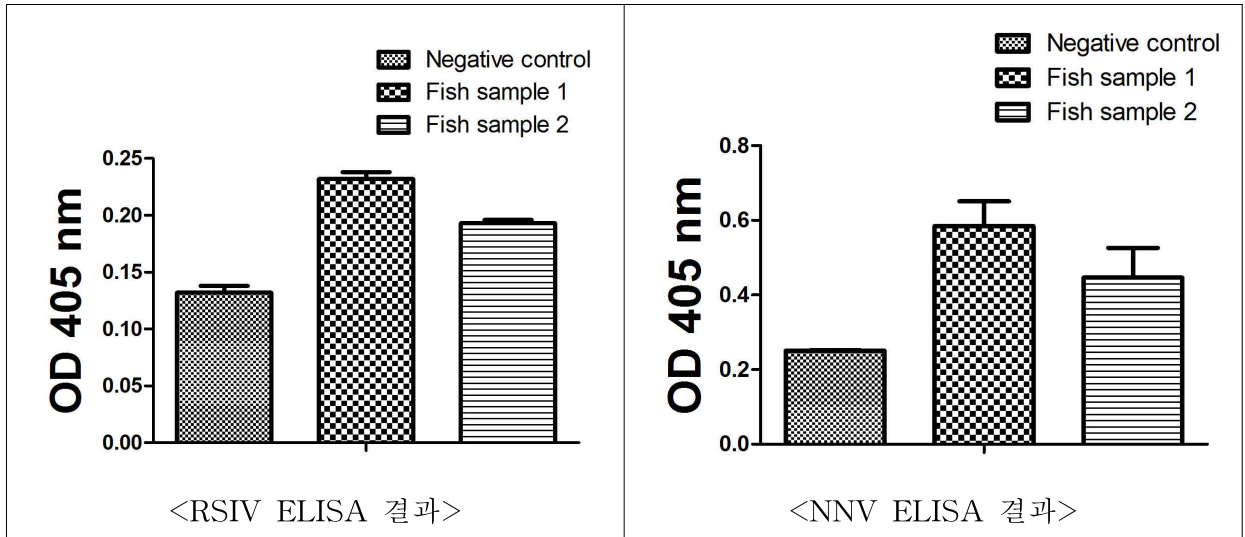 Negative control
Fish sample 1
Fish sample 2
OD 405 nm
0.25
0.20
0.15
0.10
0.05
0.00
<RSIV ELISA 결과>
Negative control
Fish sample 1
Fish sample 2
OD 405 nm
0.8
0.6
0.4
0.2
0.0
<NNV ELISA 결과>